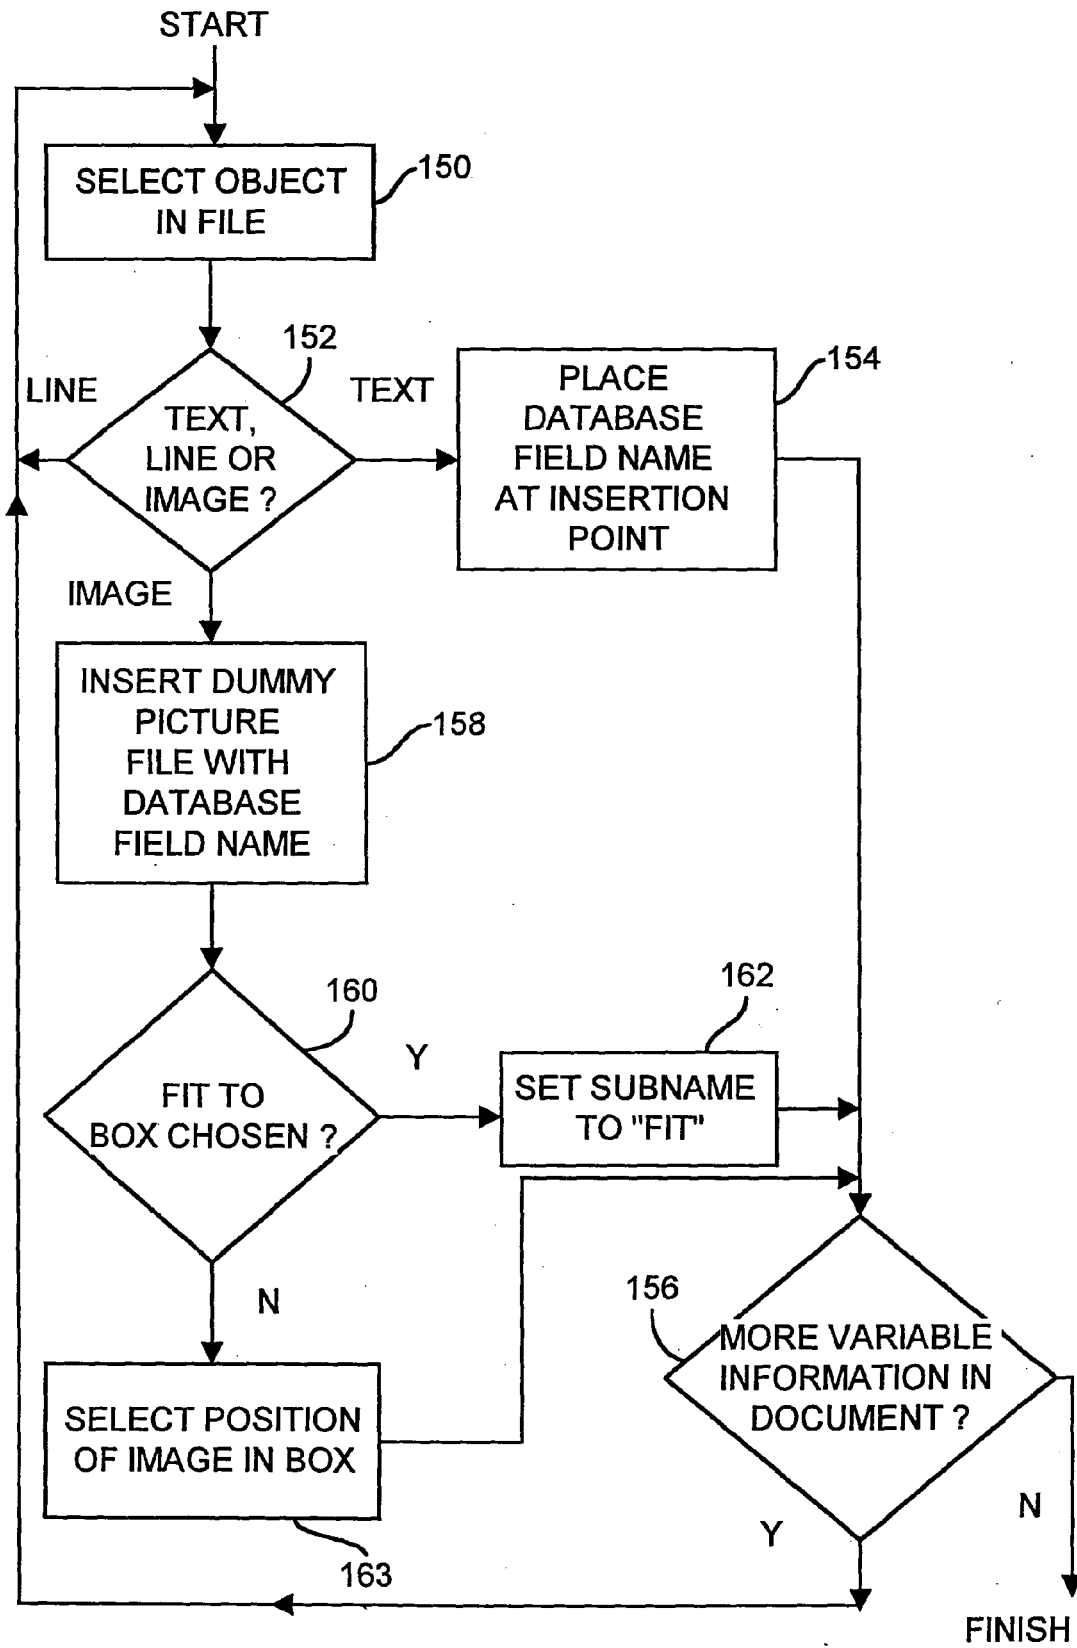 START
SELECT OBJECT
IN FILE
150
152
LINE
TEXT
TEXT,
LINE OR
IMAGE ?
PLACE
DATABASE
FIELD NAME
AT INSERTION
POINT
154
IMAGE
INSERT DUMMY
PICTURE
FILE WITH
DATABASE
FIELD NAME
158
160
FIT TO
BOX CHOSEN ?
Y
162
SET SUBNAME
TO "FIT"
N
SELECT POSITION
OF IMAGE IN BOX
163
156
MORE VARIABLE
INFORMATION IN
DOCUMENT ?
Y
N
FINISH